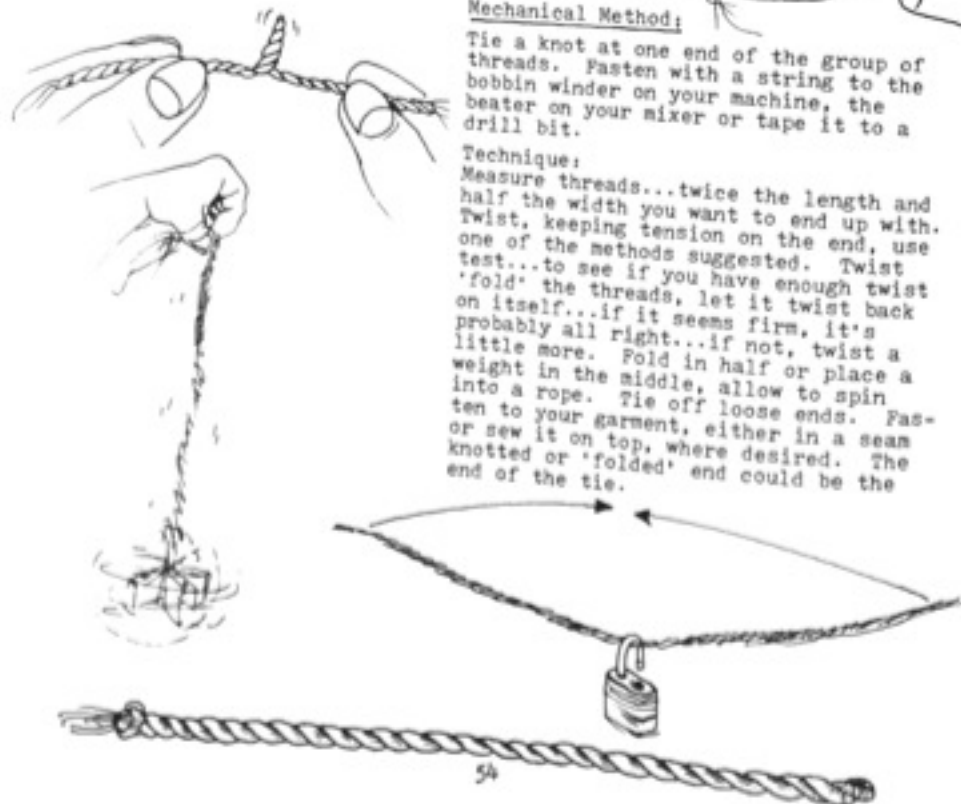 Mechanical Method:
Tie a knot at one end of the group of
threads. Fasten with a string to the
bobbin winder on your machine, the
beater on your mixer or tape it to a
drill bit.
Technique:
Measure threads...twice the length and
half the width you want to end up with.
Twist, keeping tension on the end, use
one of the methods suggested. Twist
test...to see if you have enough twist
'fold' the threads, let it twist back
on itself...if it seems firm, it's
probably all right...if not, twist a
little more. Fold in half or place a
weight in the middle, allow to spin
into a rope. Tie off loose ends. Fas-
ten to your garment, either in a seam
or sew it on top, where desired. The
knotted or 'folded' end could be the
end of the tie.
54